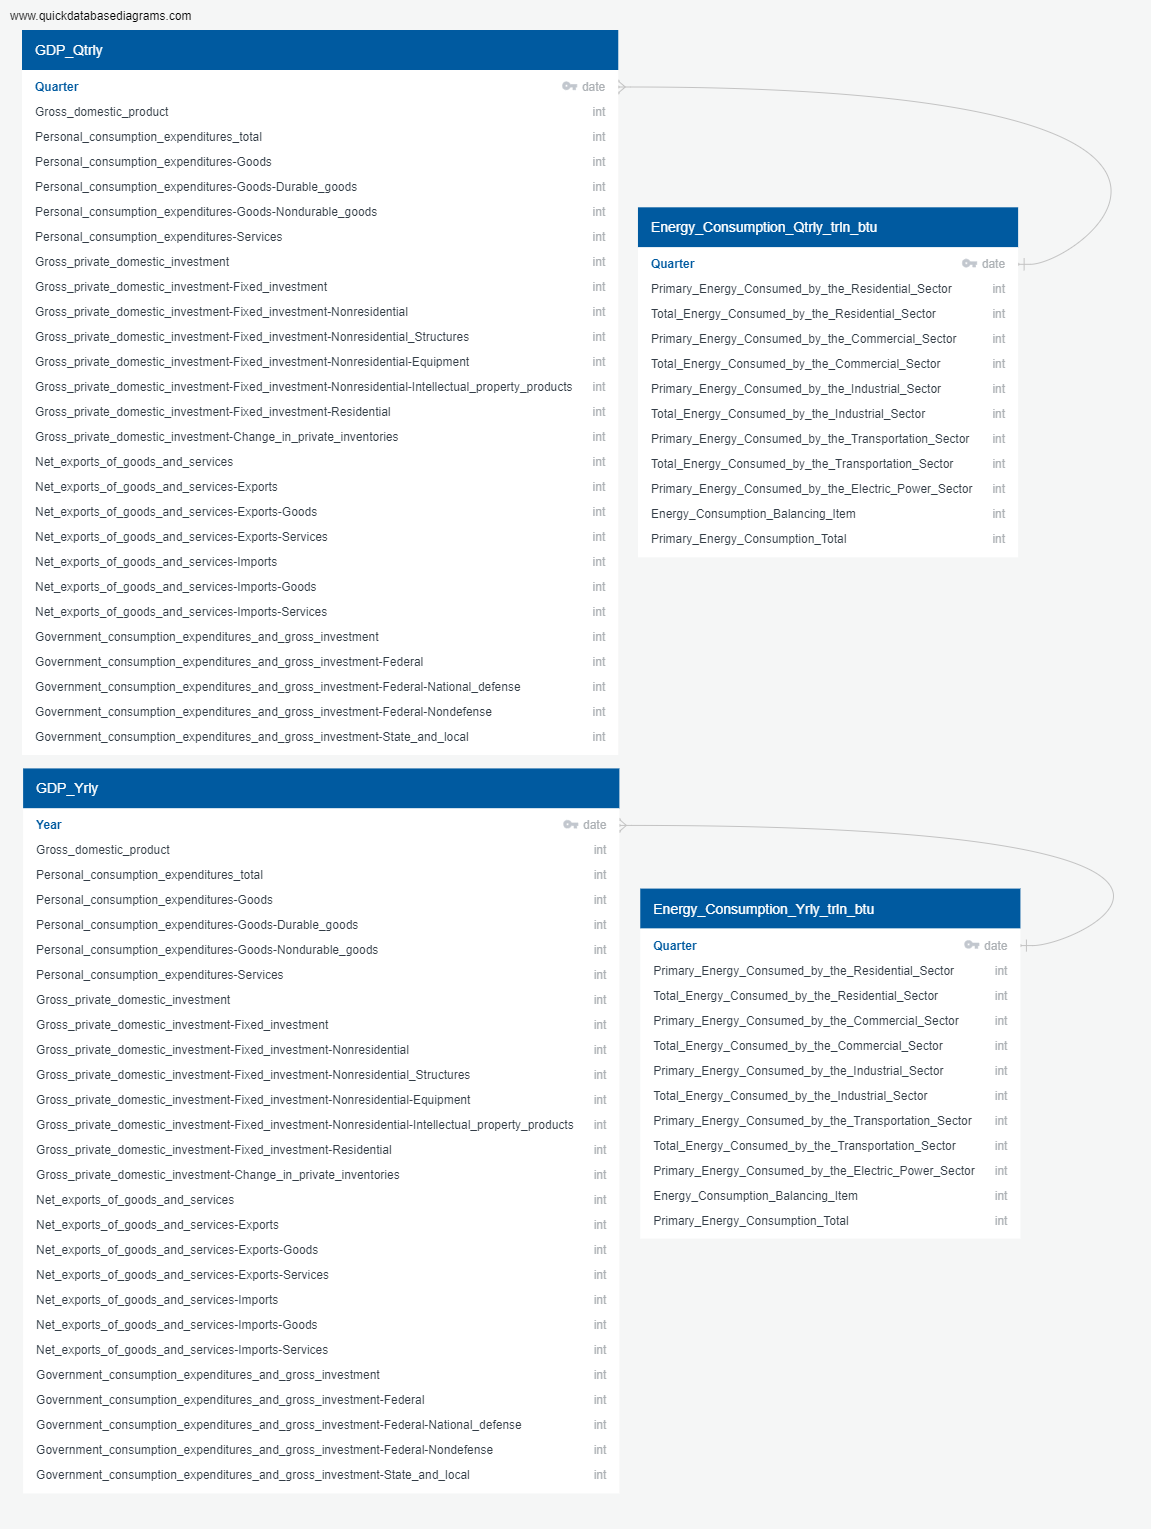 www.quickdatabasediagrams.com
GDP_Qtrly
Quarter date
Gross_domestic_product int
Personal_consumption_expenditures_total int
Personal_consumption_expenditures-Goods int
Personal_consumption_expenditures-Goods-Durable_goods int
Personal_consumption_expenditures-Goods-Nondurable_goods int
Personal_consumption_expenditures-Services int
Gross_private_domestic_investment int
Gross_private_domestic_investment-Fixed_investment int
Gross_private_domestic_investment-Fixed_investment-Nonresidential int
Gross_private_domestic_investment-Fixed_investment-Nonresidential_Structures int
Gross_private_domestic_investment-Fixed_investment-Nonresidential-Equipment int
Gross_private_domestic_investment-Fixed_investment-Nonresidential-Intellectual_property_products int
Gross_private_domestic_investment-Fixed_investment-Residential int
Gross_private_domestic_investment-Change_in_private_inventories int
Net_exports_of_goods_and_services int
Net_exports_of_goods_and_services-Exports int
Net_exports_of_goods_and_services-Exports-Goods int
Net_exports_of_goods_and_services-Exports-Services int
Net_exports_of_goods_and_services-Imports int
Net_exports_of_goods_and_services-Imports-Goods int
Net_exports_of_goods_and_services-Imports-Services int
Government_consumption_expenditures_and_gross_investment int
Government_consumption_expenditures_and_gross_investment-Federal int
Government_consumption_expenditures_and_gross_investment-Federal-National_defense int
Government_consumption_expenditures_and_gross_investment-Federal-Nondefense int
Government_consumption_expenditures_and_gross_investment-State_and_local int
Energy_Consumption_Qtrly_trln_btu
Quarter date
Primary_Energy_Consumed_by_the_Residential_Sector int
Total_Energy_Consumed_by_the_Residential_Sector int
Primary_Energy_Consumed_by_the_Commercial_Sector int
Total_Energy_Consumed_by_the_Commercial_Sector int
Primary_Energy_Consumed_by_the_Industrial_Sector int
Total_Energy_Consumed_by_the_Industrial_Sector int
Primary_Energy_Consumed_by_the_Transportation_Sector int
Total_Energy_Consumed_by_the_Transportation_Sector int
Primary_Energy_Consumed_by_the_Electric_Power_Sector int
Energy_Consumption_Balancing_Item int
Primary_Energy_Consumption_Total int
GDP_Yrly
Year date
Gross_domestic_product int
Personal_consumption_expenditures_total int
Personal_consumption_expenditures-Goods int
Personal_consumption_expenditures-Goods-Durable_goods int
Personal_consumption_expenditures-Goods-Nondurable_goods int
Personal_consumption_expenditures-Services int
Gross_private_domestic_investment int
Gross_private_domestic_investment-Fixed_investment int
Gross_private_domestic_investment-Fixed_investment-Nonresidential int
Gross_private_domestic_investment-Fixed_investment-Nonresidential_Structures int
Gross_private_domestic_investment-Fixed_investment-Nonresidential-Equipment int
Gross_private_domestic_investment-Fixed_investment-Nonresidential-Intellectual_property_products int
Gross_private_domestic_investment-Fixed_investment-Residential int
Gross_private_domestic_investment-Change_in_private_inventories int
Net_exports_of_goods_and_services int
Net_exports_of_goods_and_services-Exports int
Net_exports_of_goods_and_services-Exports-Goods int
Net_exports_of_goods_and_services-Exports-Services int
Net_exports_of_goods_and_services-Imports int
Net_exports_of_goods_and_services-Imports-Goods int
Net_exports_of_goods_and_services-Imports-Services int
Government_consumption_expenditures_and_gross_investment int
Government_consumption_expenditures_and_gross_investment-Federal int
Government_consumption_expenditures_and_gross_investment-Federal-National_defense int
Government_consumption_expenditures_and_gross_investment-Federal-Nondefense int
Government_consumption_expenditures_and_gross_investment-State_and_local int
Energy_Consumption_Yrly_trln_btu
Quarter date
Primary_Energy_Consumed_by_the_Residential_Sector int
Total_Energy_Consumed_by_the_Residential_Sector int
Primary_Energy_Consumed_by_the_Commercial_Sector int
Total_Energy_Consumed_by_the_Commercial_Sector int
Primary_Energy_Consumed_by_the_Industrial_Sector int
Total_Energy_Consumed_by_the_Industrial_Sector int
Primary_Energy_Consumed_by_the_Transportation_Sector int
Total_Energy_Consumed_by_the_Transportation_Sector int
Primary_Energy_Consumed_by_the_Electric_Power_Sector int
Energy_Consumption_Balancing_Item int
Primary_Energy_Consumption_Total int